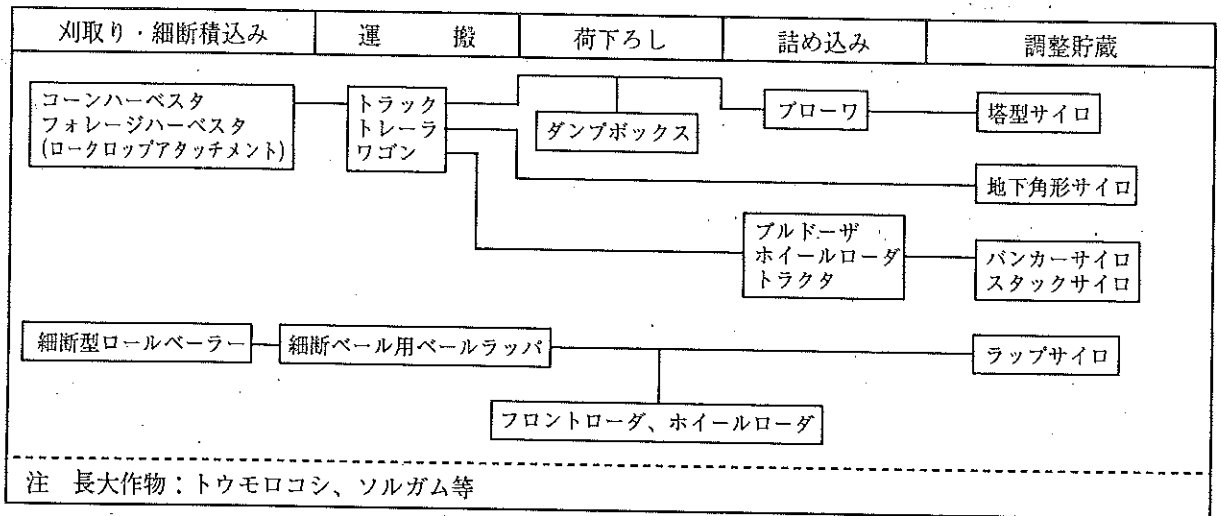 刈取り・細断積込み
運搬
荷下ろし
詰め込み
調整貯蔵
コーンハーベスタ
フォレージハーベスタ
(ロークロップアタッチメント)
トラック
トレーラ
ワゴン
ダンプボックス
ブローワ
塔型サイロ
地下角形サイロ
ブルドーザ
ホイールローダ
トラクタ
バンカーサイロ
スタックサイロ
細断型ロールベーラー
細断ベール用ベールラッパ
ラップサイロ
フロントローダ、ホイールローダ
注 長大作物：トウモロコシ、ソルガム等